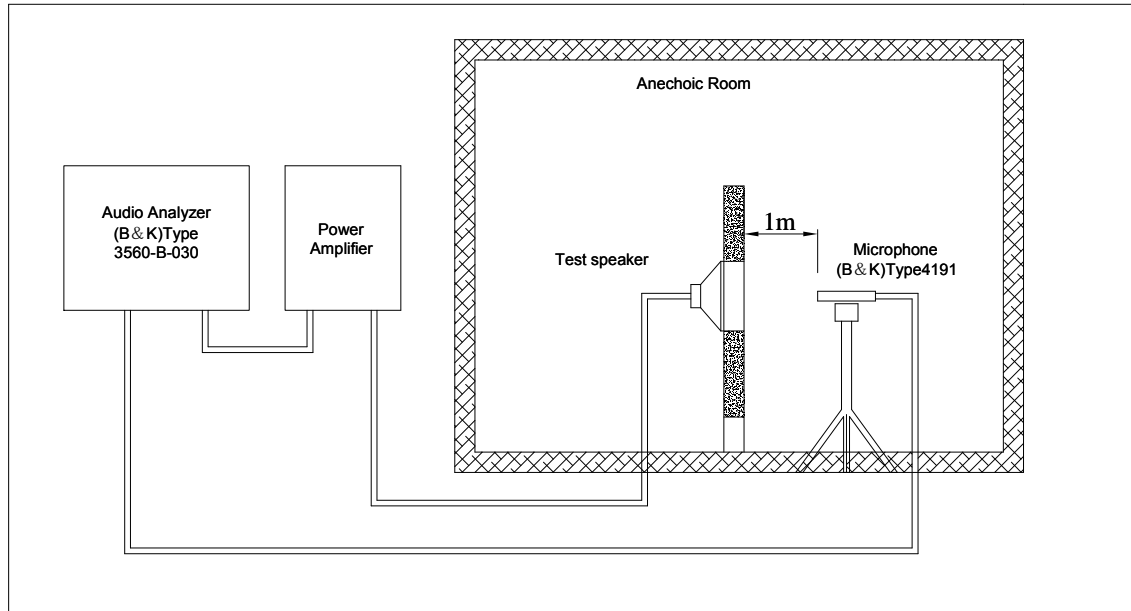 Anechoic Room
Audio Analyzer
(B&K)Type
3560-B-030
Power
Amplifier
Test speaker
1m
Microphone
(B&K)Type4191